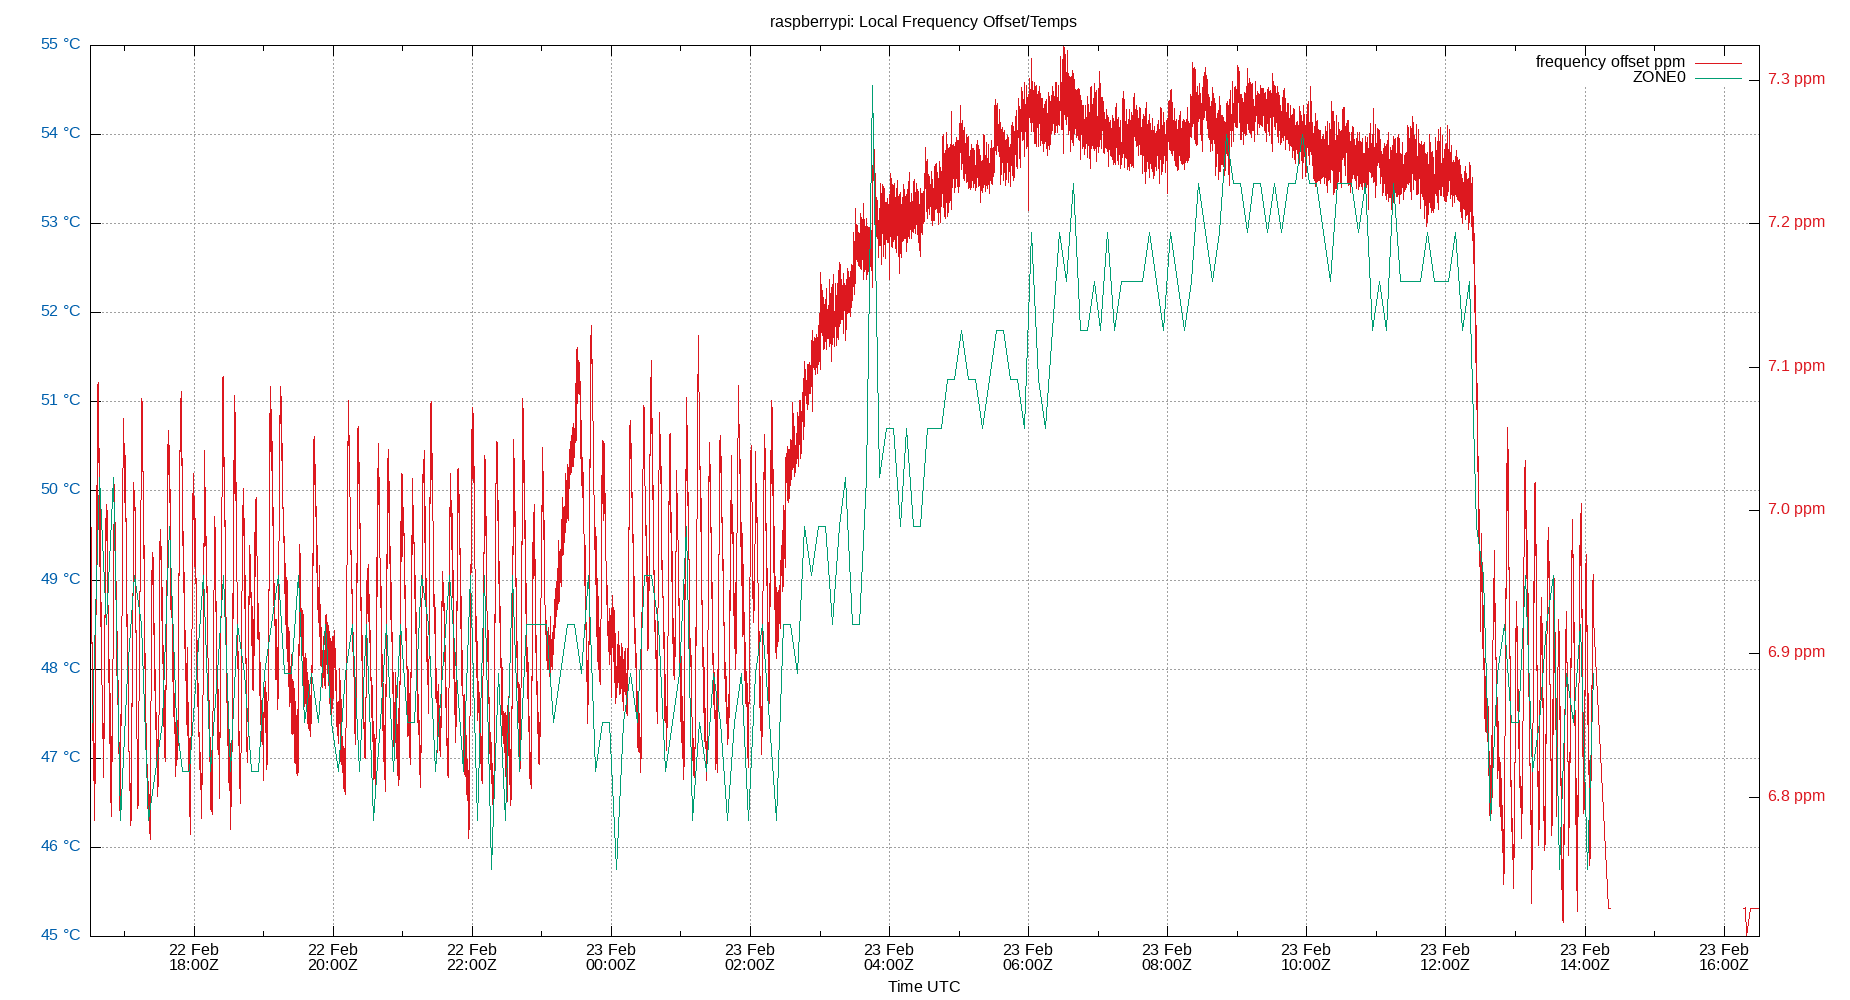 raspberrypi: Local Frequency Offset/Temps
frequency offset ppm
ZONE0
55 °C
54 °C
53 °C
52 °C
51 °C
50 °C
49 °C
48 °C
47 °C
46 °C
45 °C
7.3 ppm
7.2 ppm
7.1 ppm
7.0 ppm
6.9 ppm
6.8 ppm
22 Feb
18:00Z
22 Feb
20:00Z
22 Feb
22:00Z
23 Feb
00:00Z
23 Feb
02:00Z
23 Feb
04:00Z
23 Feb
06:00Z
23 Feb
08:00Z
23 Feb
10:00Z
23 Feb
12:00Z
23 Feb
14:00Z
23 Feb
16:00Z
Time UTC